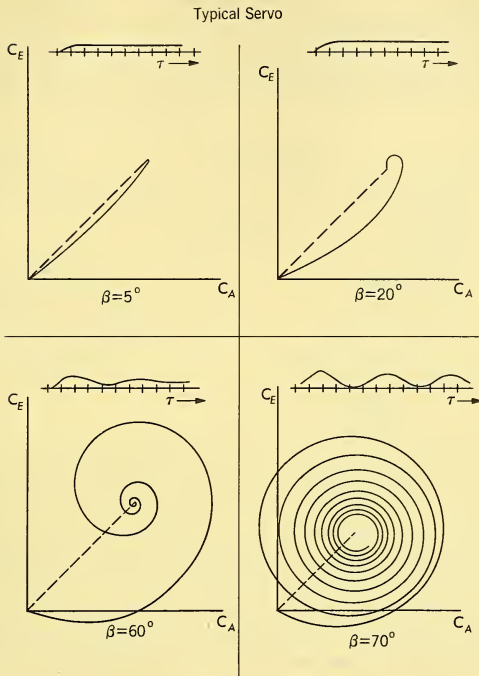 Typical Servo
C_E
τ →
C_A
β=5°
C_E
τ →
C_A
β=20°
C_E
τ →
C_A
β=60°
C_E
τ →
C_A
β=70°